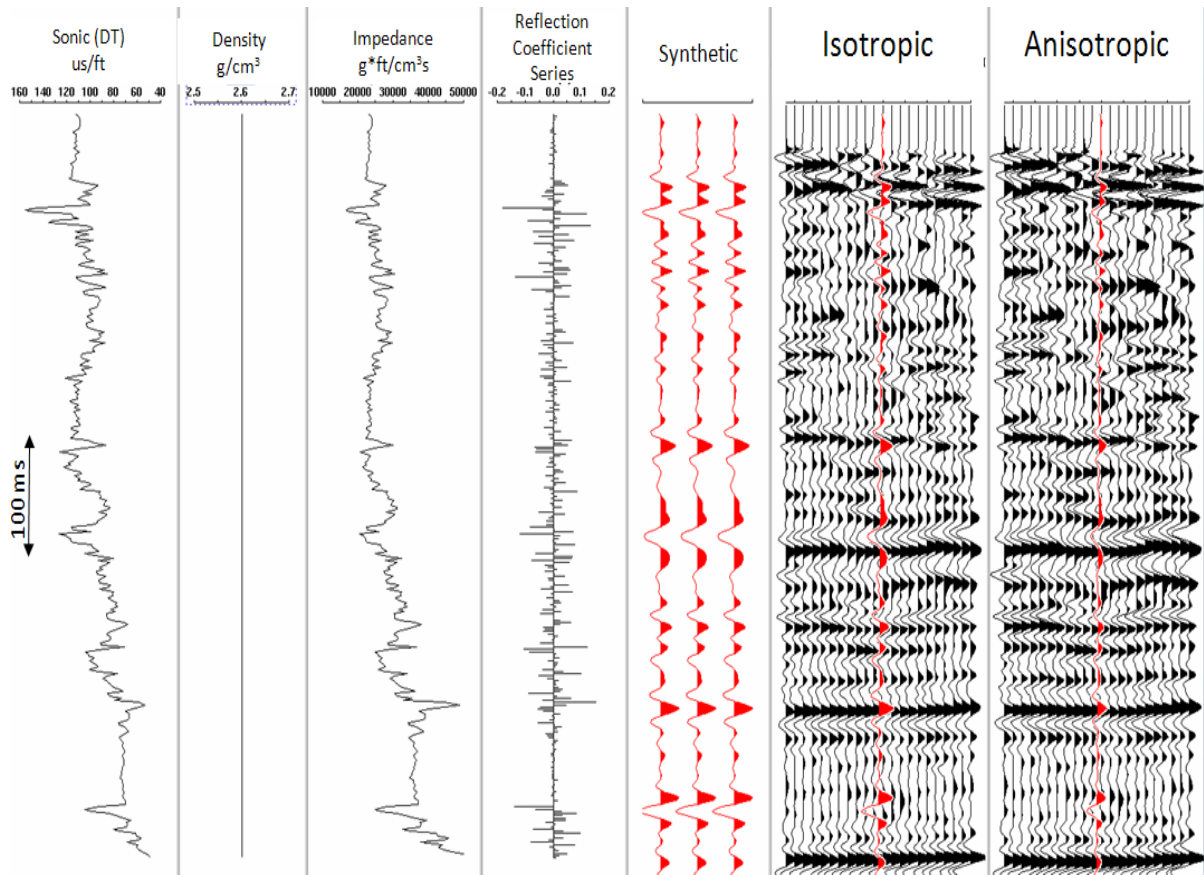 Sonic (DT)
us/ft
160 140 120 100 80 60 40
Density
g/cm³
2.5 2.6 2.7
Impedance
g*ft/cm³s
10000 20000 30000 40000 50000
Reflection
Coefficient
Series
-0.2 -0.1 0.0 0.1 0.2
Synthetic
Isotropic
Anisotropic
100 ms